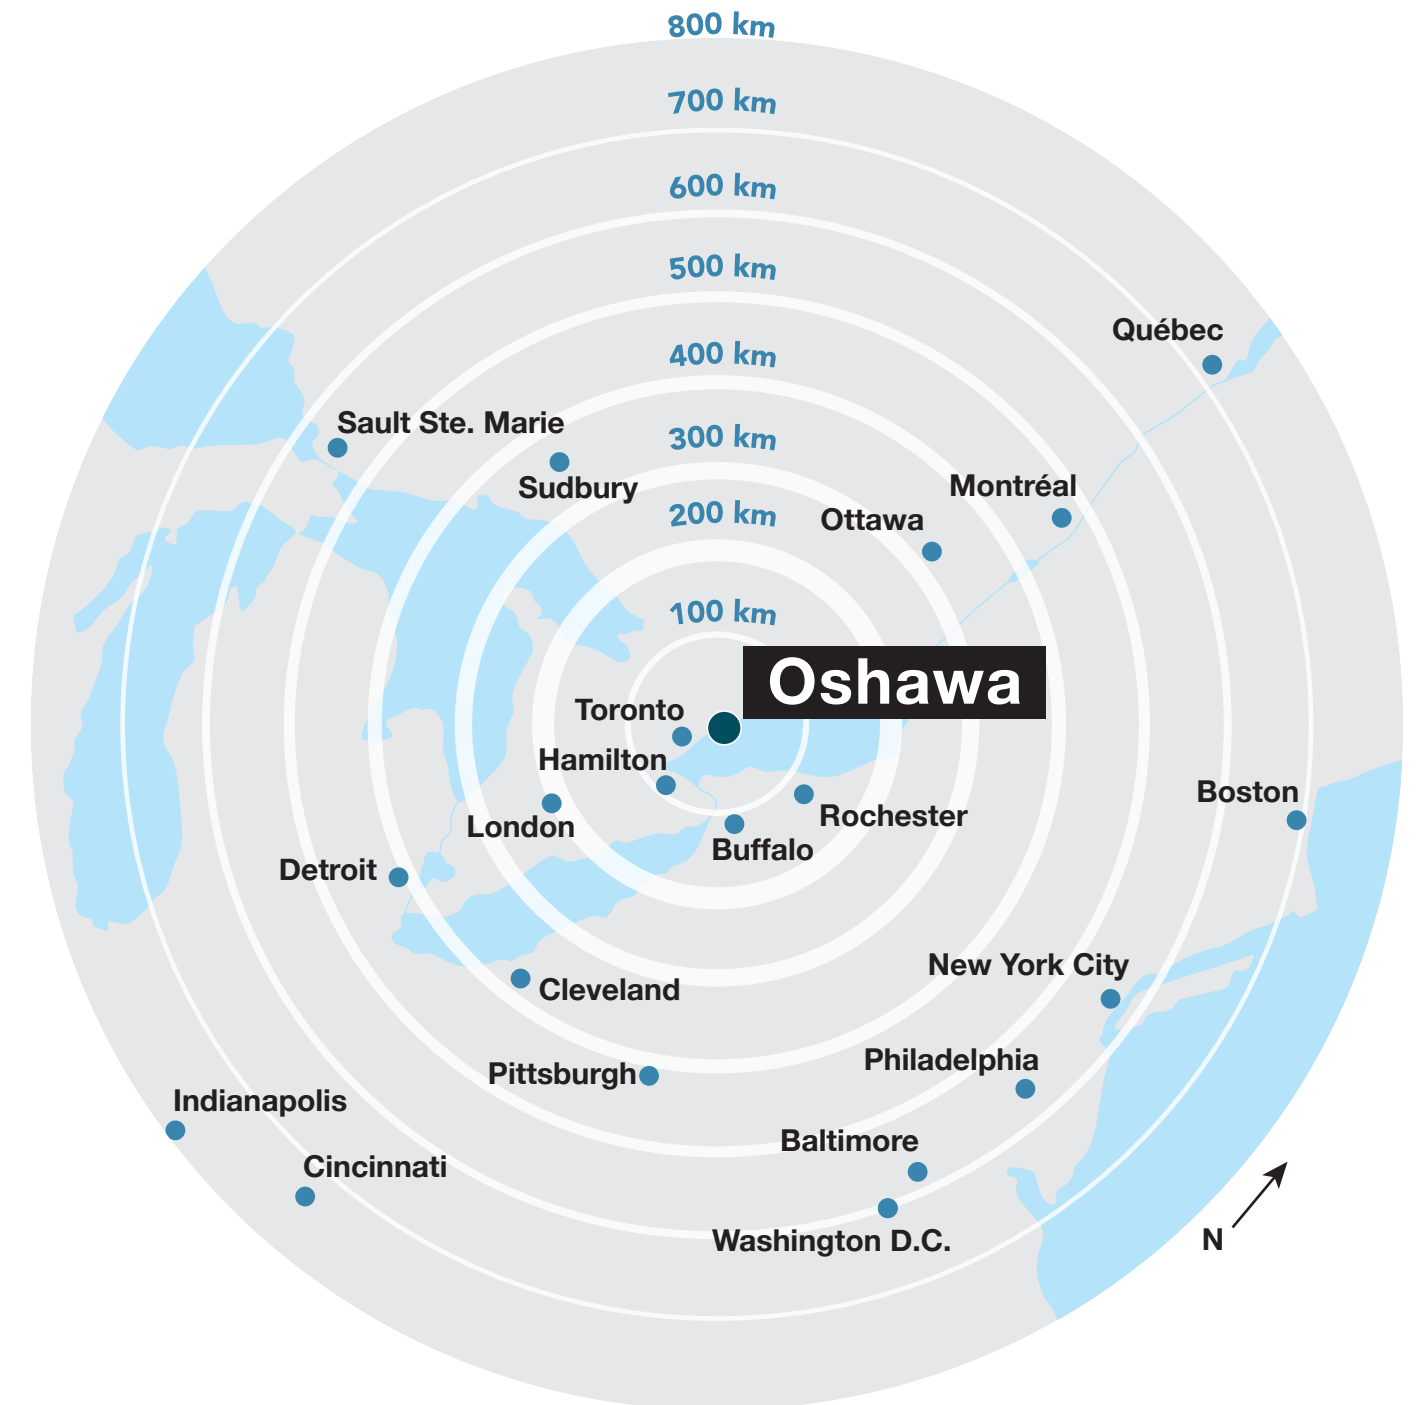 800 km
700 km
600 km
500 km
400 km
300 km
200 km
100 km
Québec
Sault Ste. Marie
Sudbury
Montréal
Ottawa
Oshawa
Toronto
Hamilton
London
Rochester
Buffalo
Boston
Detroit
New York City
Cleveland
Philadelphia
Pittsburgh
Indianapolis
Baltimore
Cincinnati
Washington D.C.
N